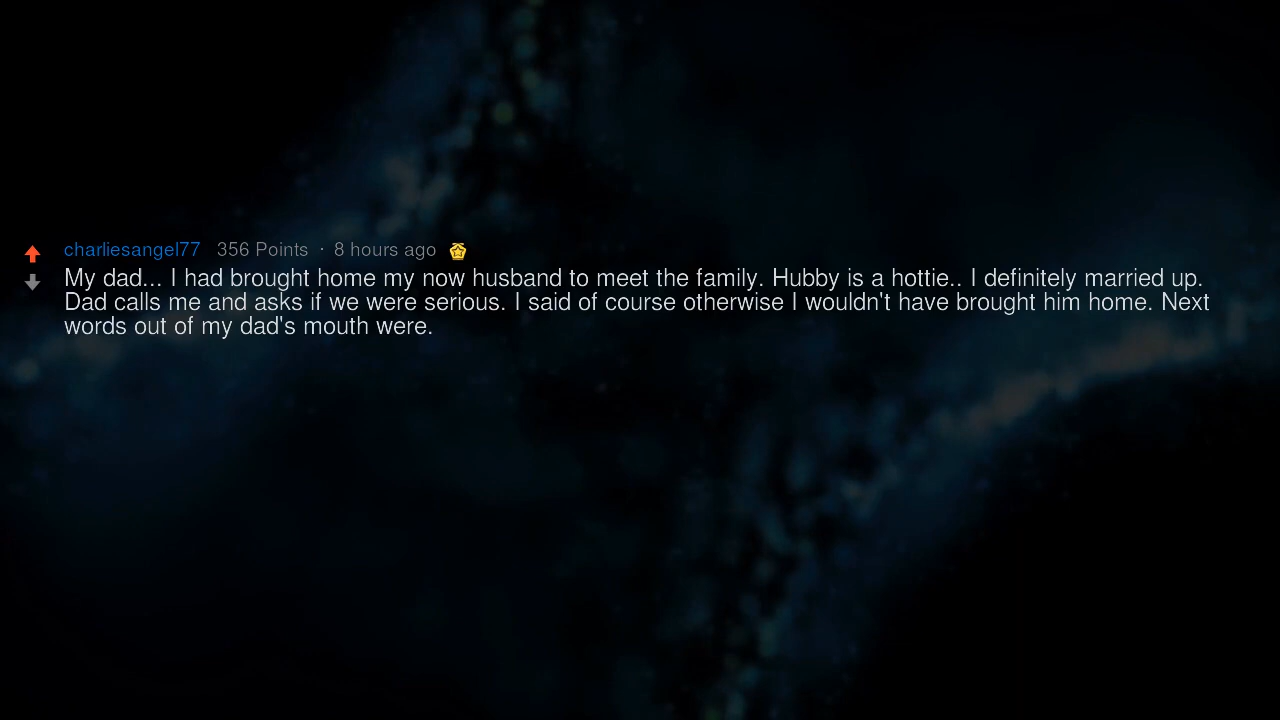 charliesangel77 356 Points · 8 hours ago
My dad... I had brought home my now husband to meet the family. Hubby is a hottie.. I definitely married up.
Dad calls me and asks if we were serious. I said of course otherwise I wouldn't have brought him home. Next
words out of my dad's mouth were.